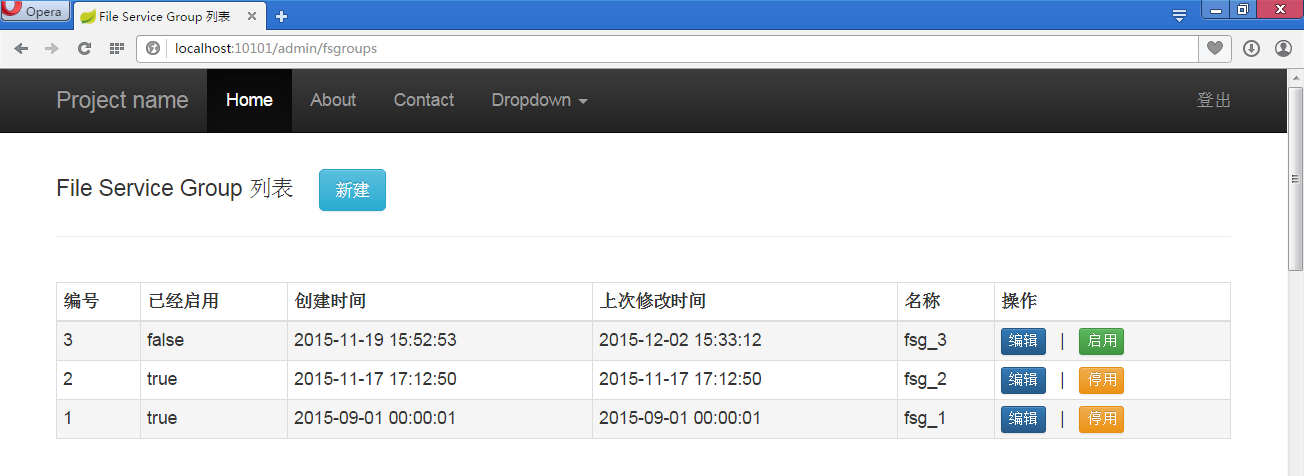 Opera File Service Group 列表
localhost:10101/admin/fsgroups
Project name Home About Contact Dropdown 登出
File Service Group 列表 新建
编号 已经启用 创建时间 上次修改时间 名称 操作
3 false 2015-11-19 15:52:53 2015-12-02 15:33:12 fsg_3 编辑 | 启用
2 true 2015-11-17 17:12:50 2015-11-17 17:12:50 fsg_2 编辑 | 停用
1 true 2015-09-01 00:00:01 2015-09-01 00:00:01 fsg_1 编辑 | 停用